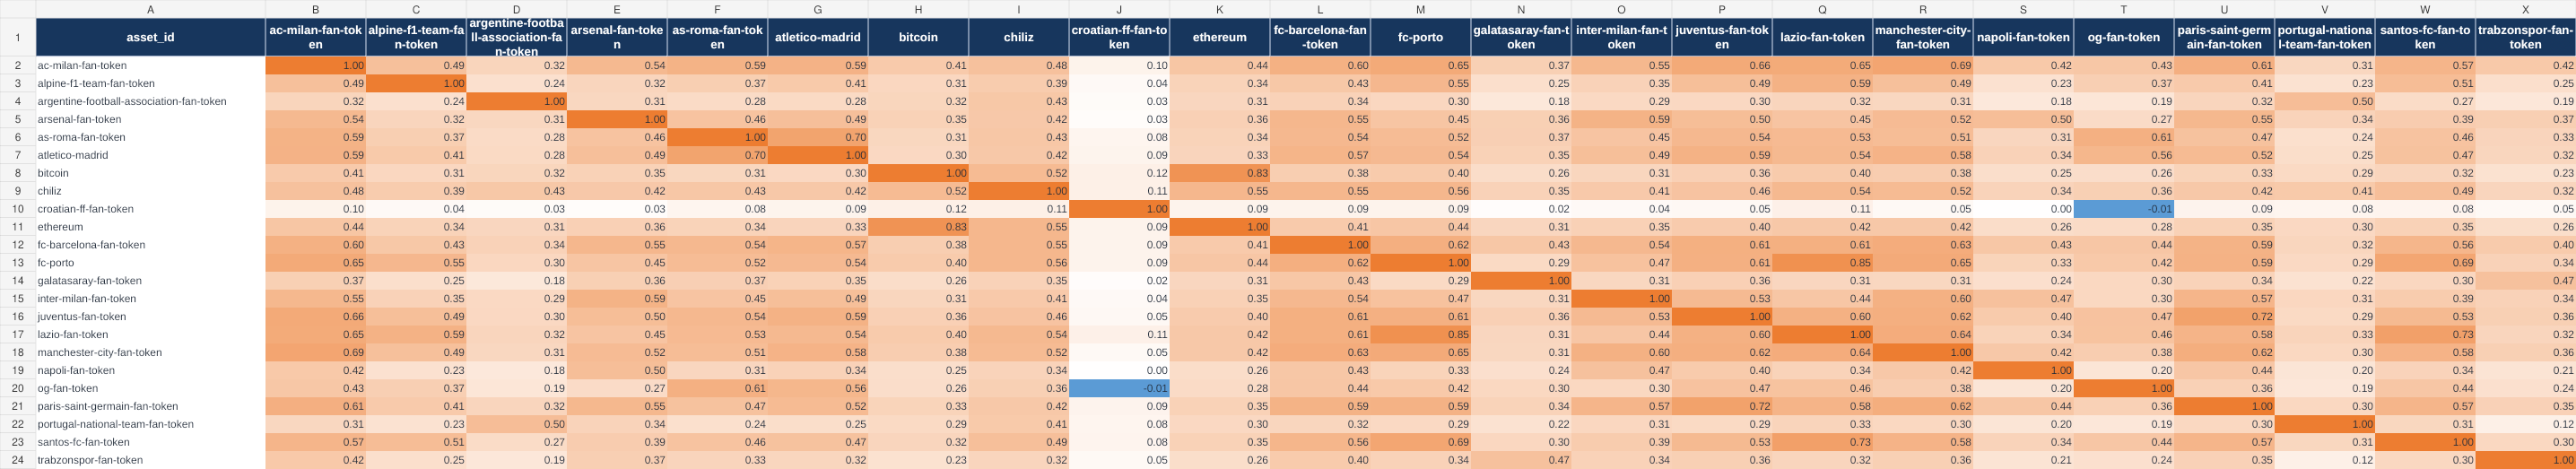 A B C D E F G H I J K L M N O P Q R S T U V W X
1 asset_id ac-milan-fan-token alpine-f1-team-fan-token argentine-football-association-fan-token arsenal-fan-token as-roma-fan-token atletico-madrid bitcoin chiliz croatian-ff-fan-token ethereum fc-barcelona-fan-token fc-porto galatasaray-fan-token inter-milan-fan-token juventus-fan-token lazio-fan-token manchester-city-fan-token napoli-fan-token og-fan-token paris-saint-germain-fan-token portugal-national-team-fan-token santos-fc-fan-token trabzonspor-fan-token
2 ac-milan-fan-token 1.00 0.49 0.32 0.54 0.59 0.59 0.41 0.48 0.10 0.44 0.60 0.65 0.37 0.55 0.66 0.65 0.69 0.42 0.43 0.61 0.31 0.57 0.42
3 alpine-f1-team-fan-token 0.49 1.00 0.24 0.32 0.37 0.41 0.31 0.39 0.04 0.34 0.43 0.55 0.25 0.35 0.49 0.59 0.49 0.23 0.37 0.41 0.23 0.51 0.25
4 argentine-football-association-fan-token 0.32 0.24 1.00 0.31 0.28 0.28 0.32 0.43 0.03 0.31 0.34 0.30 0.18 0.29 0.30 0.32 0.31 0.18 0.19 0.32 0.50 0.27 0.19
5 arsenal-fan-token 0.54 0.32 0.31 1.00 0.46 0.49 0.35 0.42 0.03 0.36 0.55 0.45 0.36 0.59 0.50 0.45 0.52 0.50 0.27 0.55 0.34 0.39 0.37
6 as-roma-fan-token 0.59 0.37 0.28 0.46 1.00 0.70 0.31 0.43 0.08 0.34 0.54 0.52 0.37 0.45 0.54 0.53 0.51 0.31 0.61 0.47 0.24 0.46 0.33
7 atletico-madrid 0.59 0.41 0.28 0.49 0.70 1.00 0.30 0.42 0.09 0.33 0.57 0.54 0.35 0.49 0.59 0.54 0.58 0.34 0.56 0.52 0.25 0.47 0.32
8 bitcoin 0.41 0.31 0.32 0.35 0.31 0.30 1.00 0.52 0.12 0.83 0.38 0.40 0.26 0.31 0.36 0.40 0.38 0.25 0.26 0.33 0.29 0.32 0.23
9 chiliz 0.48 0.39 0.43 0.42 0.43 0.42 0.52 1.00 0.11 0.55 0.55 0.56 0.35 0.41 0.46 0.54 0.52 0.34 0.36 0.42 0.41 0.49 0.32
10 croatian-ff-fan-token 0.10 0.04 0.03 0.03 0.08 0.09 0.12 0.11 1.00 0.09 0.09 0.09 0.02 0.04 0.05 0.11 0.05 0.00 -0.01 0.09 0.08 0.08 0.05
11 ethereum 0.44 0.34 0.31 0.36 0.34 0.33 0.83 0.55 0.09 1.00 0.41 0.44 0.31 0.35 0.40 0.42 0.42 0.26 0.28 0.35 0.30 0.35 0.26
12 fc-barcelona-fan-token 0.60 0.43 0.34 0.55 0.54 0.57 0.38 0.55 0.09 0.41 1.00 0.62 0.43 0.54 0.61 0.61 0.63 0.43 0.44 0.59 0.32 0.56 0.40
13 fc-porto 0.65 0.55 0.30 0.45 0.52 0.54 0.40 0.56 0.09 0.44 0.62 1.00 0.29 0.47 0.61 0.85 0.65 0.33 0.42 0.59 0.29 0.69 0.34
14 galatasaray-fan-token 0.37 0.25 0.18 0.36 0.37 0.35 0.26 0.35 0.02 0.31 0.43 0.29 1.00 0.31 0.36 0.31 0.31 0.24 0.30 0.34 0.22 0.30 0.47
15 inter-milan-fan-token 0.55 0.35 0.29 0.59 0.45 0.49 0.31 0.41 0.04 0.35 0.54 0.47 0.31 1.00 0.53 0.44 0.60 0.47 0.30 0.57 0.31 0.39 0.34
16 juventus-fan-token 0.66 0.49 0.30 0.50 0.54 0.59 0.36 0.46 0.05 0.40 0.61 0.61 0.36 0.53 1.00 0.60 0.62 0.40 0.47 0.72 0.29 0.53 0.36
17 lazio-fan-token 0.65 0.59 0.32 0.45 0.53 0.54 0.40 0.54 0.11 0.42 0.61 0.85 0.31 0.44 0.60 1.00 0.64 0.34 0.46 0.58 0.33 0.73 0.32
18 manchester-city-fan-token 0.69 0.49 0.31 0.52 0.51 0.58 0.38 0.52 0.05 0.42 0.63 0.65 0.31 0.60 0.62 0.64 1.00 0.42 0.38 0.62 0.30 0.58 0.36
19 napoli-fan-token 0.42 0.23 0.18 0.50 0.31 0.34 0.25 0.34 0.00 0.26 0.43 0.33 0.24 0.47 0.40 0.34 0.42 1.00 0.20 0.44 0.20 0.34 0.21
20 og-fan-token 0.43 0.37 0.19 0.27 0.61 0.56 0.26 0.36 -0.01 0.28 0.44 0.42 0.30 0.30 0.47 0.46 0.38 0.20 1.00 0.36 0.19 0.44 0.24
21 paris-saint-germain-fan-token 0.61 0.41 0.32 0.55 0.47 0.52 0.33 0.42 0.09 0.35 0.59 0.59 0.34 0.57 0.72 0.58 0.62 0.44 0.36 1.00 0.30 0.57 0.35
22 portugal-national-team-fan-token 0.31 0.23 0.50 0.34 0.24 0.25 0.29 0.41 0.08 0.30 0.32 0.29 0.22 0.31 0.29 0.33 0.30 0.20 0.19 0.30 1.00 0.31 0.12
23 santos-fc-fan-token 0.57 0.51 0.27 0.39 0.46 0.47 0.32 0.49 0.08 0.35 0.56 0.69 0.30 0.39 0.53 0.73 0.58 0.34 0.44 0.57 0.31 1.00 0.30
24 trabzonspor-fan-token 0.42 0.25 0.19 0.37 0.33 0.32 0.23 0.32 0.05 0.26 0.40 0.34 0.47 0.34 0.36 0.32 0.36 0.21 0.24 0.35 0.12 0.30 1.00